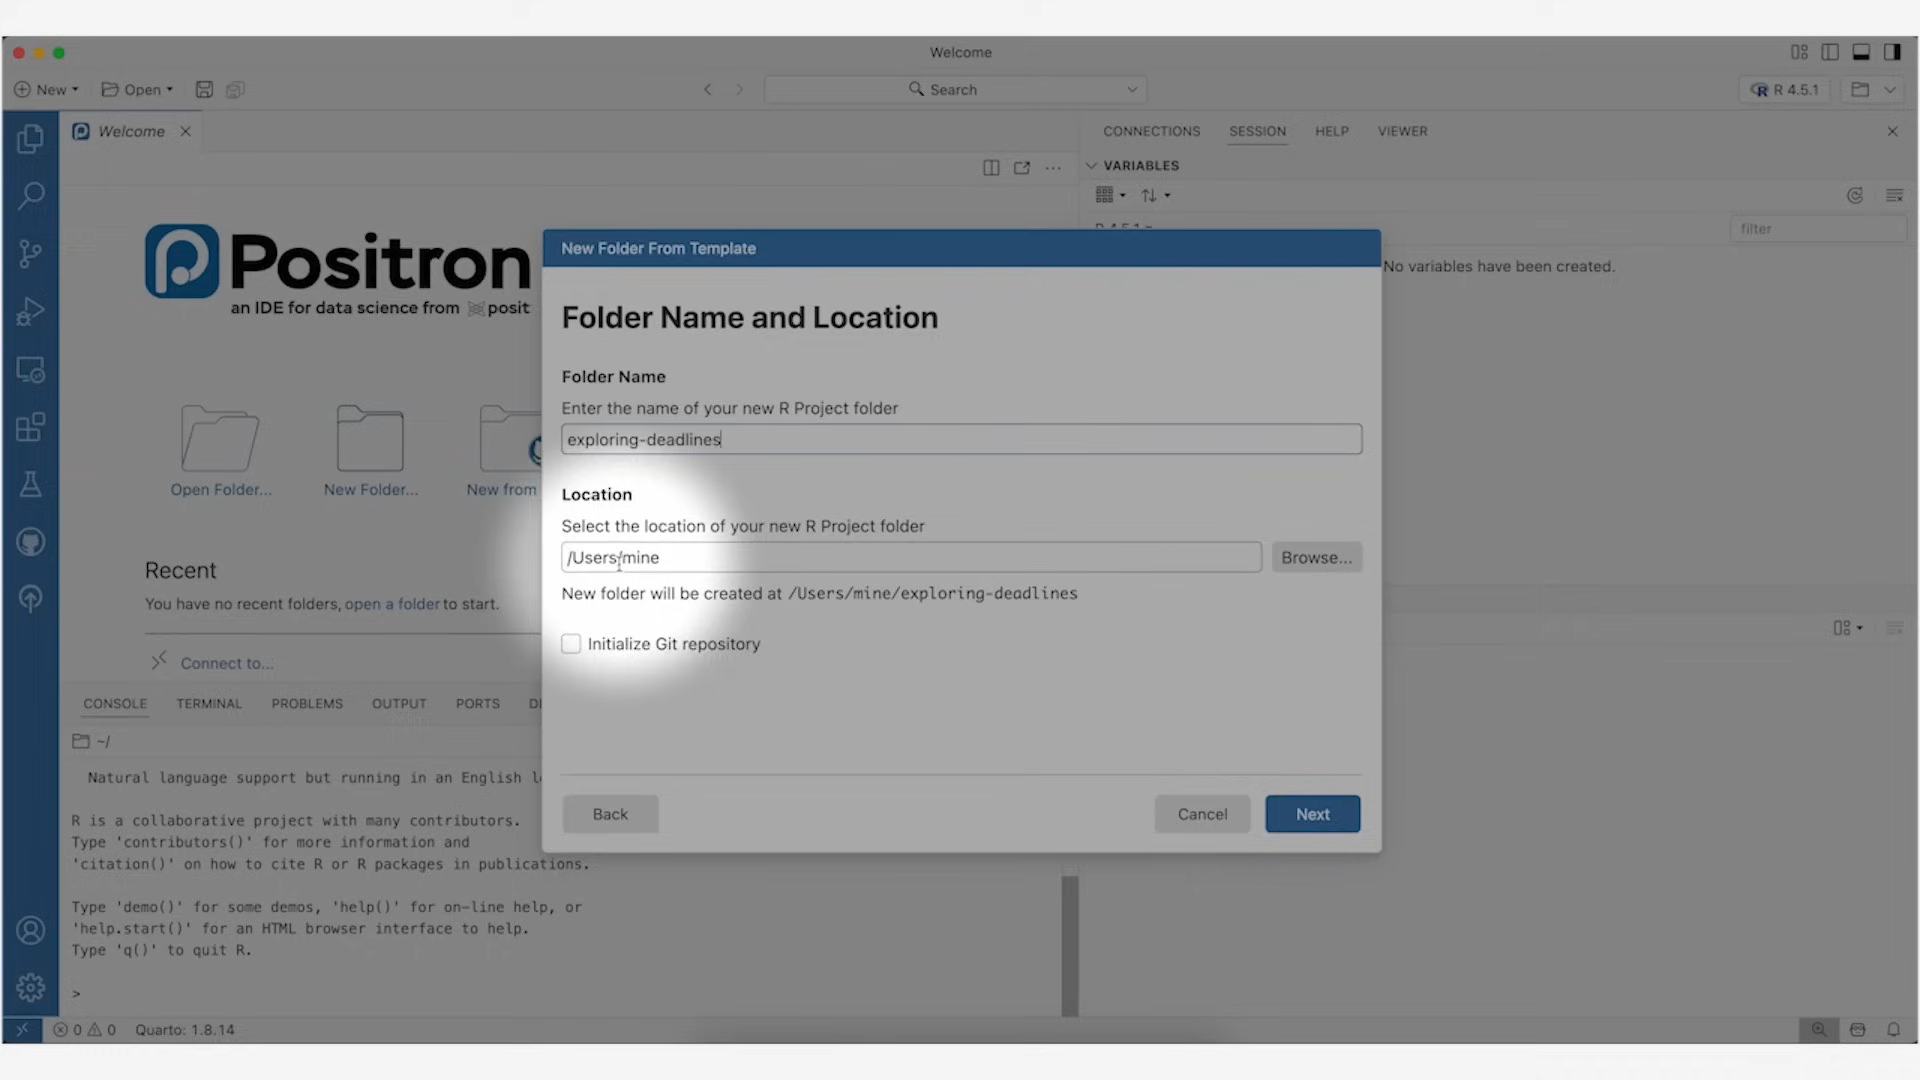 Welcome
New
Open
Search
R 4.5.1
Welcome
CONNECTIONS
SESSION
HELP
VIEWER
VARIABLES
filter
No variables have been created.
Positron
an IDE for data science from posit
Open Folder...
New Folder...
New from
Recent
You have no recent folders, open a folder to start.
Connect to...
New Folder From Template
Folder Name and Location
Folder Name
Enter the name of your new R Project folder
exploring-deadlines
Location
Select the location of your new R Project folder
/Users/mine
Browse...
New folder will be created at /Users/mine/exploring-deadlines
Initialize Git repository
Back
Cancel
Next
CONSOLE
TERMINAL
PROBLEMS
OUTPUT
PORTS
~/
Natural language support but running in an English
R is a collaborative project with many contributors.
Type 'contributors()' for more information and
'citation()' on how to cite R or R packages in publications.
Type 'demo()' for some demos, 'help()' for on-line help, or
'help.start()' for an HTML browser interface to help.
Type 'q()' to quit R.
>
0 0 Quarto: 1.8.14